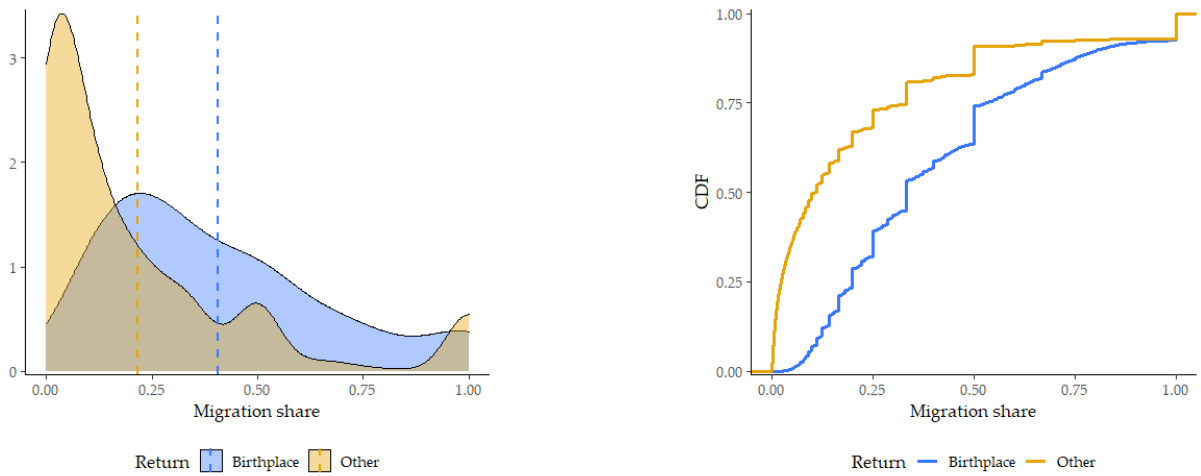 3
2
1
0
0.00 0.25 0.50 0.75 1.00
Migration share
Return Birthplace Other
1.00
0.75
0.50
0.25
1.00
CDF
0.00 0.25 0.50 0.75 1.00
Migration share
Return Birthplace Other